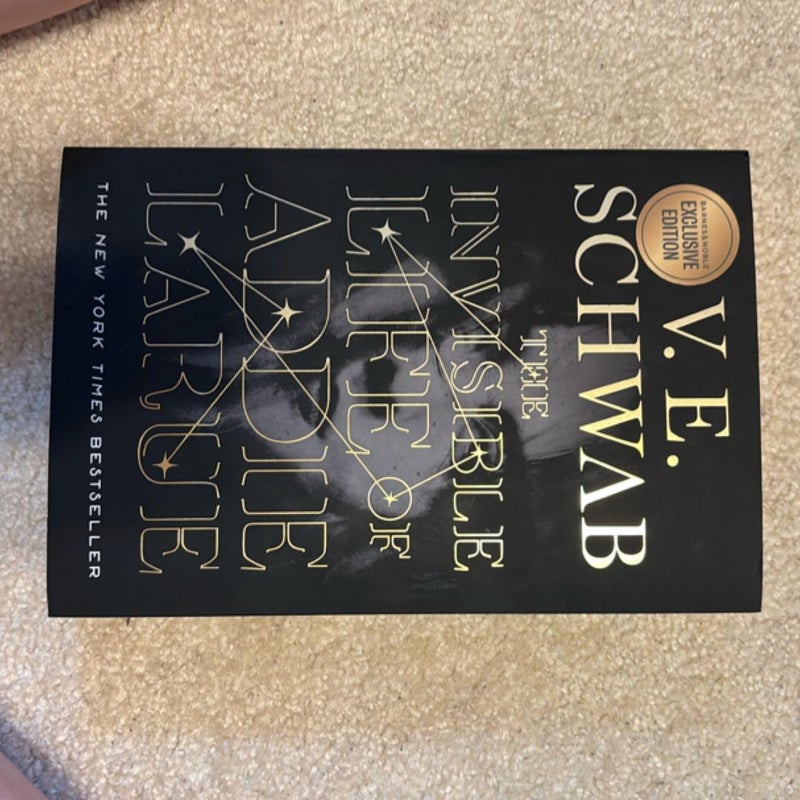 V. E.
SCHWAB
BARNES & NOBLE
EXCLUSIVE
EDITION
THE
INVISIBLE
LIFE OF
ADDIE
LARUE
THE NEW YORK TIMES BESTSELLER